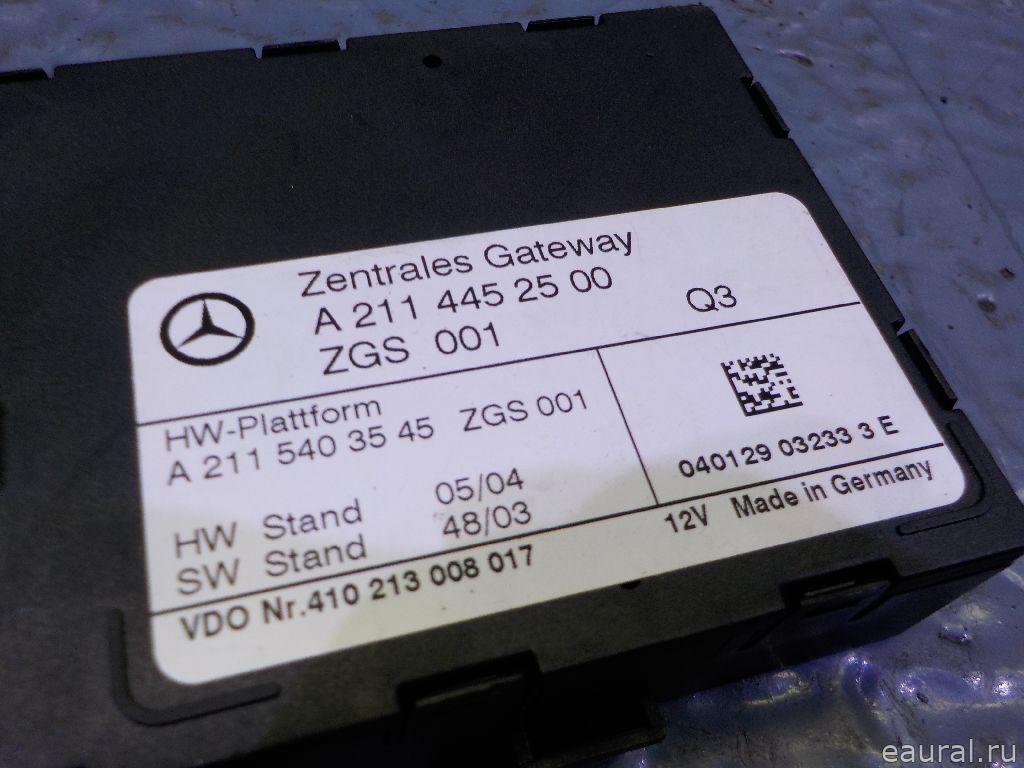 Zentrales Gateway
A 211 445 25 00
Q3
ZGS 001
HW-Plattform
A 211 540 35 45 ZGS 001
HW Stand 05/04
SW Stand 48/03
040129 03233 3 E
VDO Nr.410 213 008 017
12V Made in Germany
eaural.ru